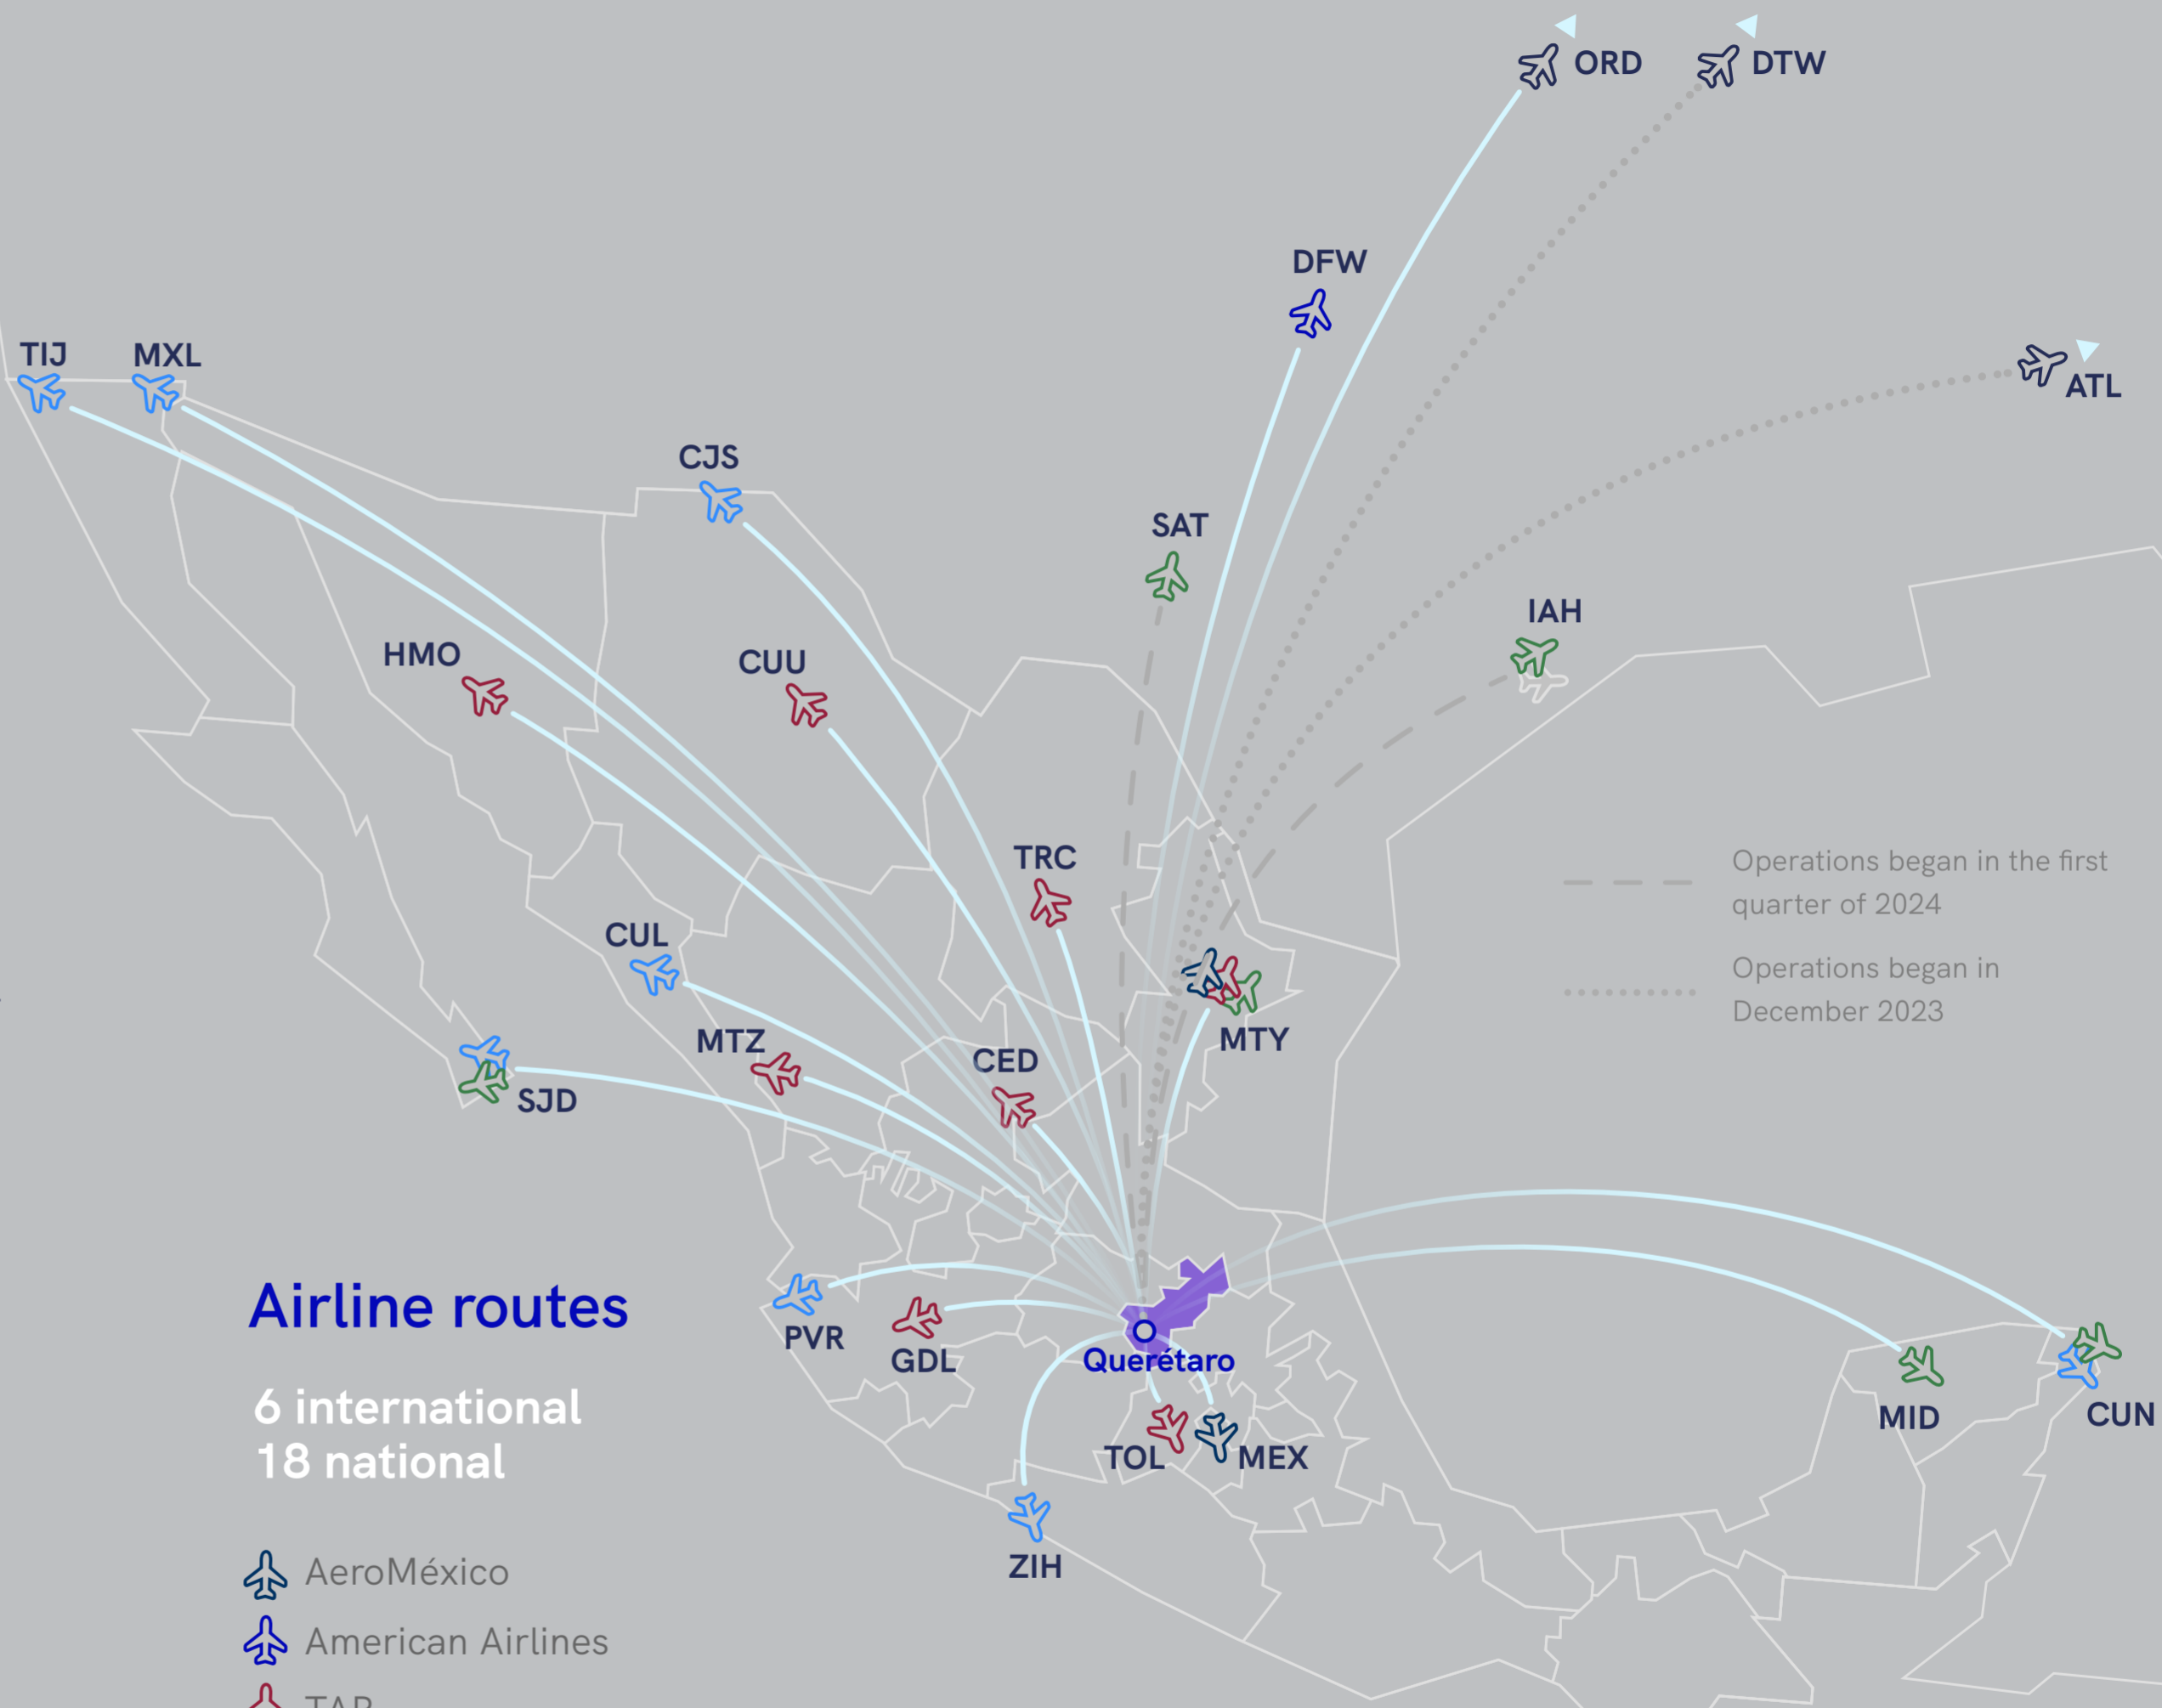 ORD
DTW
DFW
TIJ
MXL
ATL
CJS
SAT
IAH
HMO
CUU
TRC
Operations began in the first
quarter of 2024
CUL
Operations began in
December 2023
MTY
MTZ
CED
SJD
Airline routes
PVR
GDL
Querétaro
6 international
18 national
MID
CUN
TOL
MEX
ZIH
AeroMéxico
American Airlines
TAR